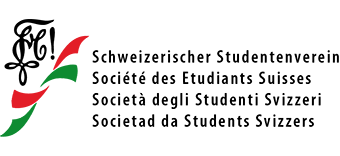 Schweizerischer Studentenverein
Société des Etudiants Suisses
Società degli Studenti Svizzeri
Societad da Students Svizzers